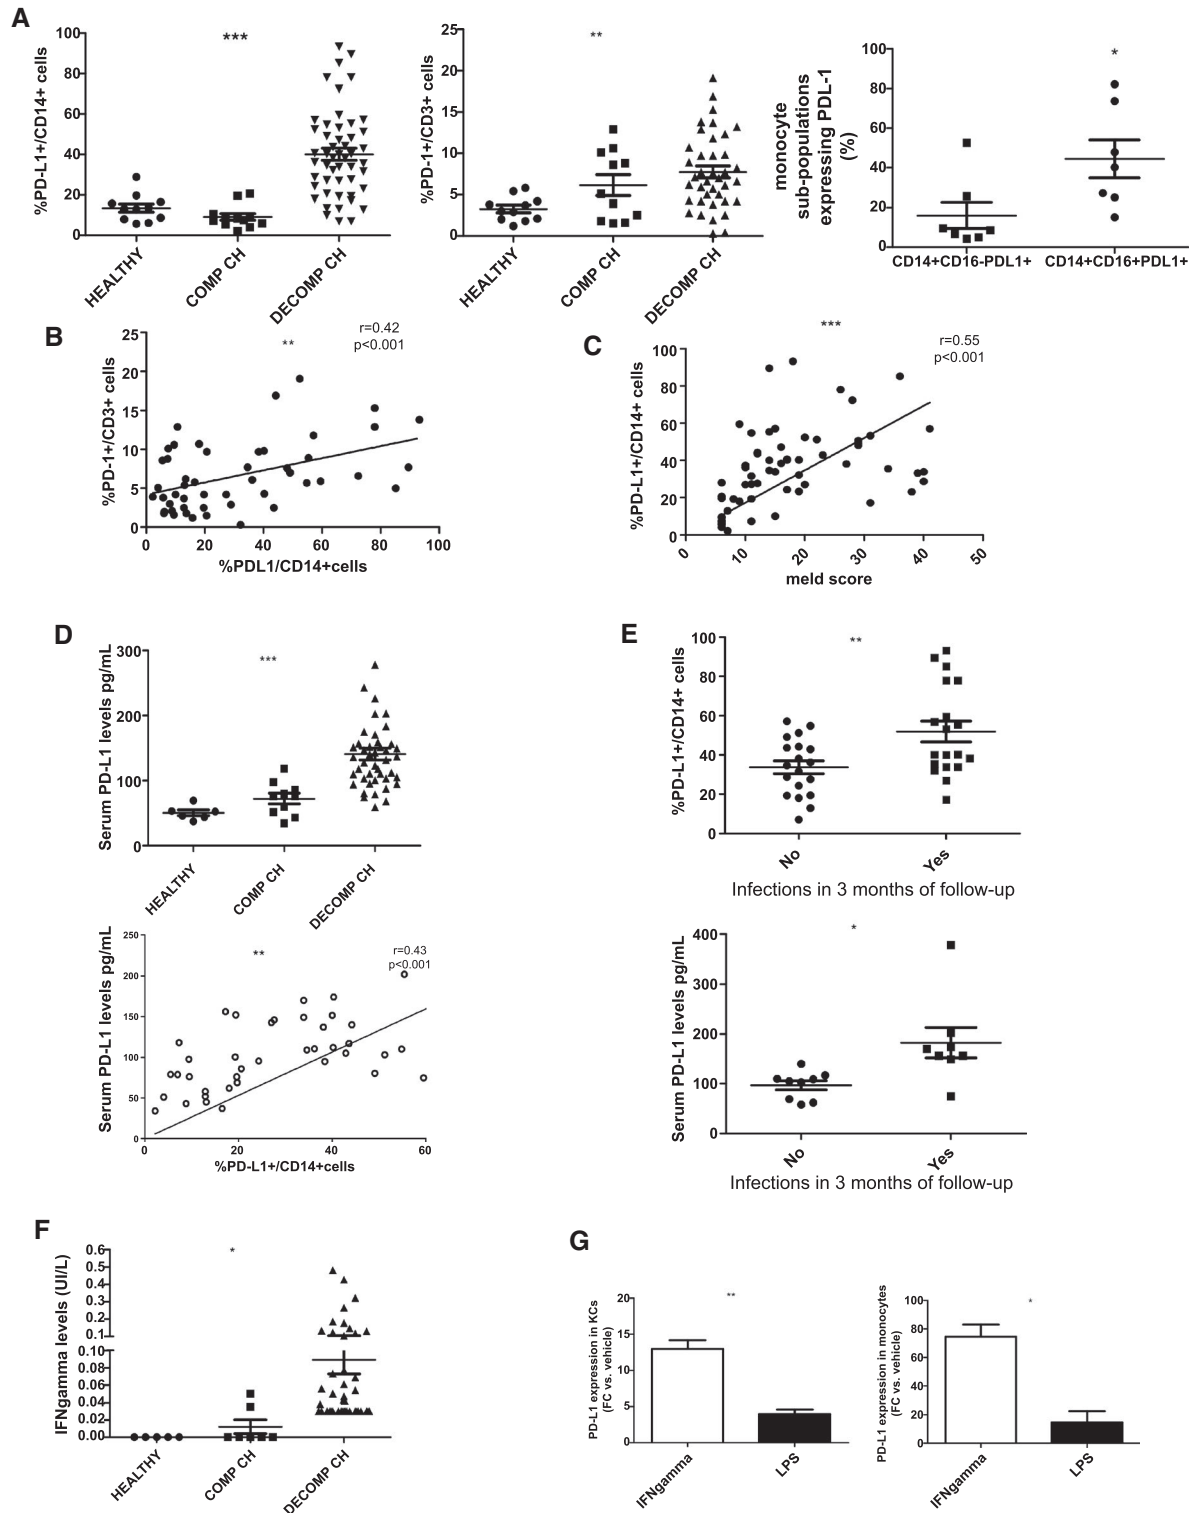 A
%PD-L1+/CD14+ cells
100
80
60
40
20
0
***
HEALTHY
COMP CH
DECOMP CH
%PD-1+/CD3+ cells
25
20
15
10
5
0
**
HEALTHY
COMP CH
DECOMP CH
monocyte
sub-populations
expressing PDL-1
(%)
100
80
60
40
20
0
*
CD14+CD16-PDL1+
CD14+CD16+PDL1+
B
%PD-1+/CD3+ cells
25
20
15
10
5
0
**
r=0.42
p<0.001
0
20
40
60
80
100
%PDL1/CD14+cells
C
%PD-L1+/CD14+ cells
100
80
60
40
20
0
***
r=0.55
p<0.001
0
10
20
30
40
50
meld score
D
Serum PD-L1 levels pg/mL
300
200
100
0
***
HEALTHY
COMP CH
DECOMP CH
Serum PD-L1 levels pg/mL
250
200
150
100
50
0
**
r=0.43
p<0.001
0
20
40
60
%PD-L1+/CD14+cells
E
%PD-L1+/CD14+ cells
100
80
60
40
20
0
**
No
Yes
Infections in 3 months of follow-up
Serum PD-L1 levels pg/mL
400
300
200
100
0
*
No
Yes
Infections in 3 months of follow-up
F
IFNgamma levels (UI/L)
0.6
0.5
0.4
0.3
0.2
0.1
0.10
0.08
0.06
0.04
0.02
0.00
*
HEALTHY
COMP CH
DECOMP CH
G
PD-L1 expression in KCs
(FC vs. vehicle)
20
15
10
5
0
**
IFNgamma
LPS
PD-L1 expression in monocytes
(FC vs. vehicle)
100
80
60
40
20
0
*
IFNgamma
LPS